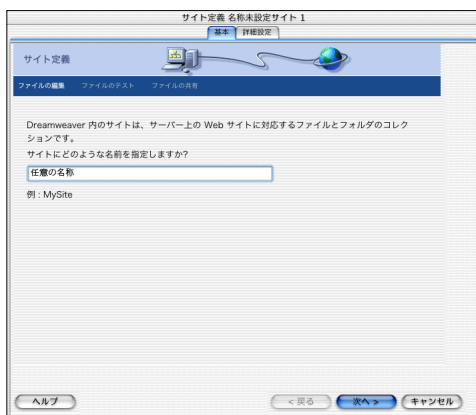 サイト定義 名称未設定サイト 1
基本 詳細設定
サイト定義
ファイルの編集 ファイルのテスト ファイルの共有
Dreamweaver 内のサイトは、サーバー上の Web サイトに対応するファイルとフォルダのコレク
ションです。
サイトにどのような名前を指定しますか?
任意の名称
例 : MySite
ヘルプ < 戻る 次へ > キャンセル